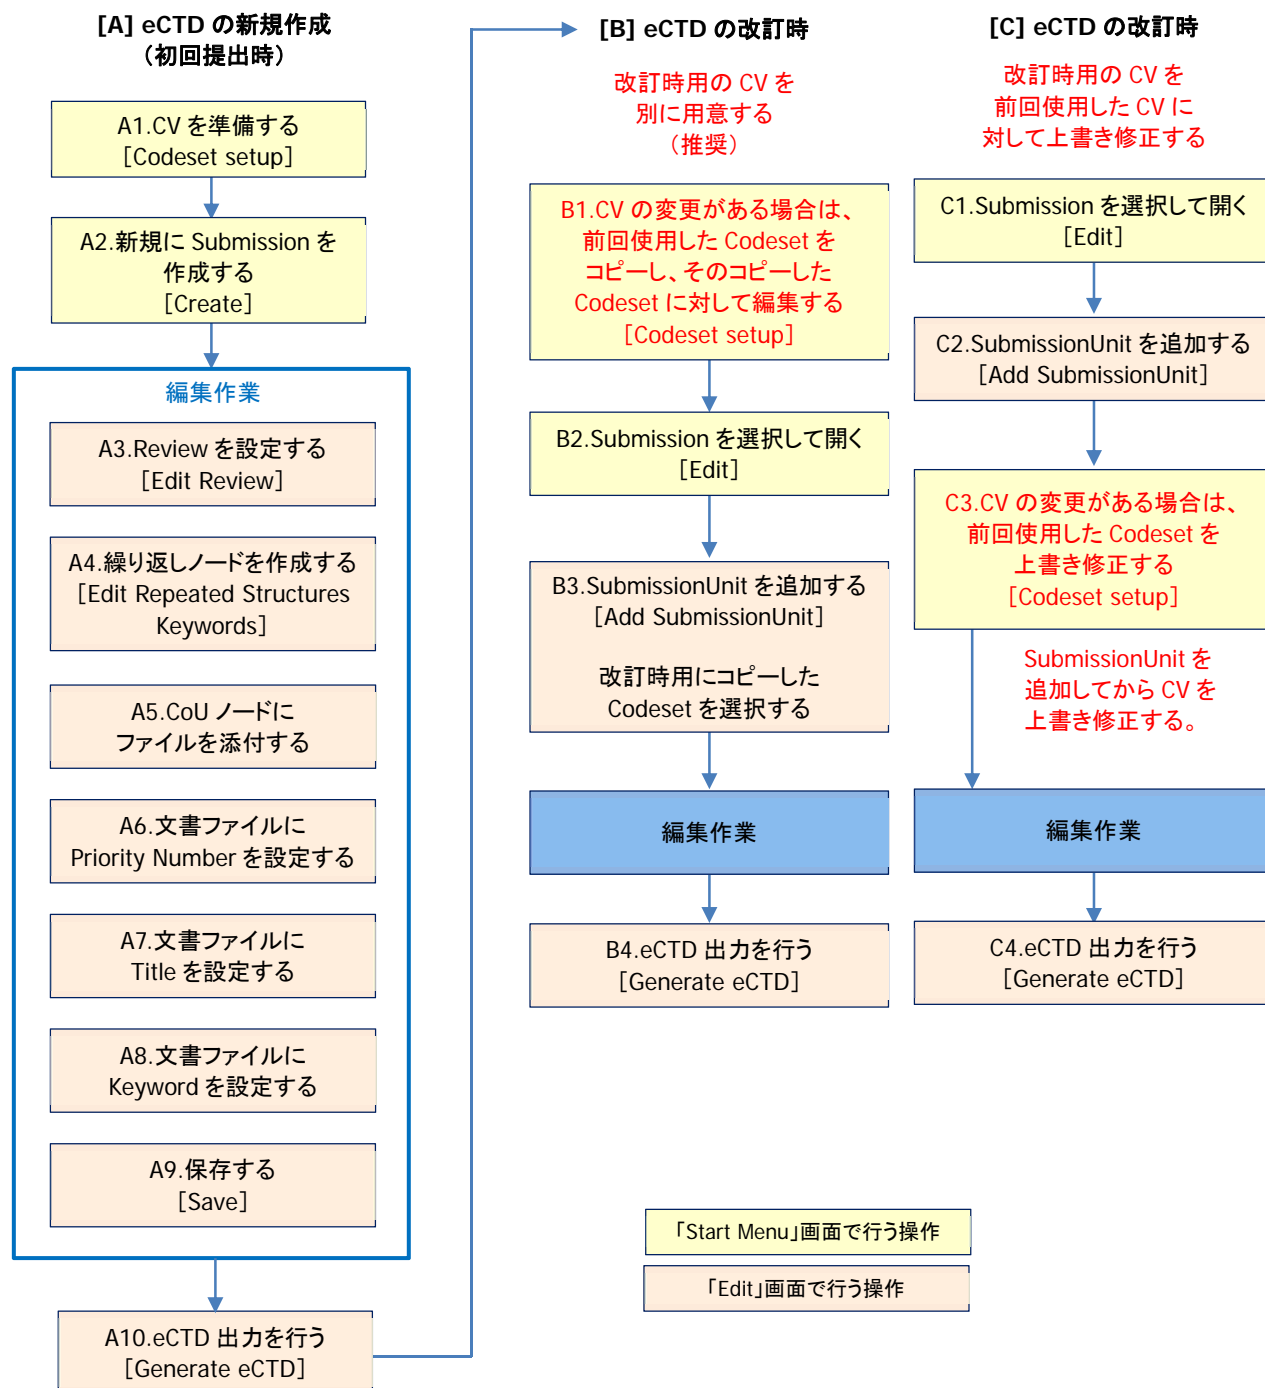 [A] eCTD の新規作成
（初回提出時）
A1.CV を準備する
[Codeset setup]
A2.新規に Submission を
作成する
[Create]
編集作業
A3.Review を設定する
[Edit Review]
A4.繰り返しノードを作成する
[Edit Repeated Structures
Keywords]
A5.CoU ノードに
ファイルを添付する
A6.文書ファイルに
Priority Number を設定する
A7.文書ファイルに
Title を設定する
A8.文書ファイルに
Keyword を設定する
A9.保存する
[Save]
A10.eCTD 出力を行う
[Generate eCTD]
[B] eCTD の改訂時
改訂時用の CV を
別に用意する
（推奨）
B1.CV の変更がある場合は、
前回使用した Codeset を
コピーし、そのコピーした
Codeset に対して編集する
[Codeset setup]
B2.Submission を選択して開く
[Edit]
B3.SubmissionUnit を追加する
[Add SubmissionUnit]
改訂時用にコピーした
Codeset を選択する
編集作業
B4.eCTD 出力を行う
[Generate eCTD]
[C] eCTD の改訂時
改訂時用の CV を
前回使用した CV に
対して上書き修正する
C1.Submission を選択して開く
[Edit]
C2.SubmissionUnit を追加する
[Add SubmissionUnit]
C3.CV の変更がある場合は、
前回使用した Codeset を
上書き修正する
[Codeset setup]
SubmissionUnit を
追加してから CV を
上書き修正する。
編集作業
C4.eCTD 出力を行う
[Generate eCTD]
「Start Menu」画面で行う操作
「Edit」画面で行う操作